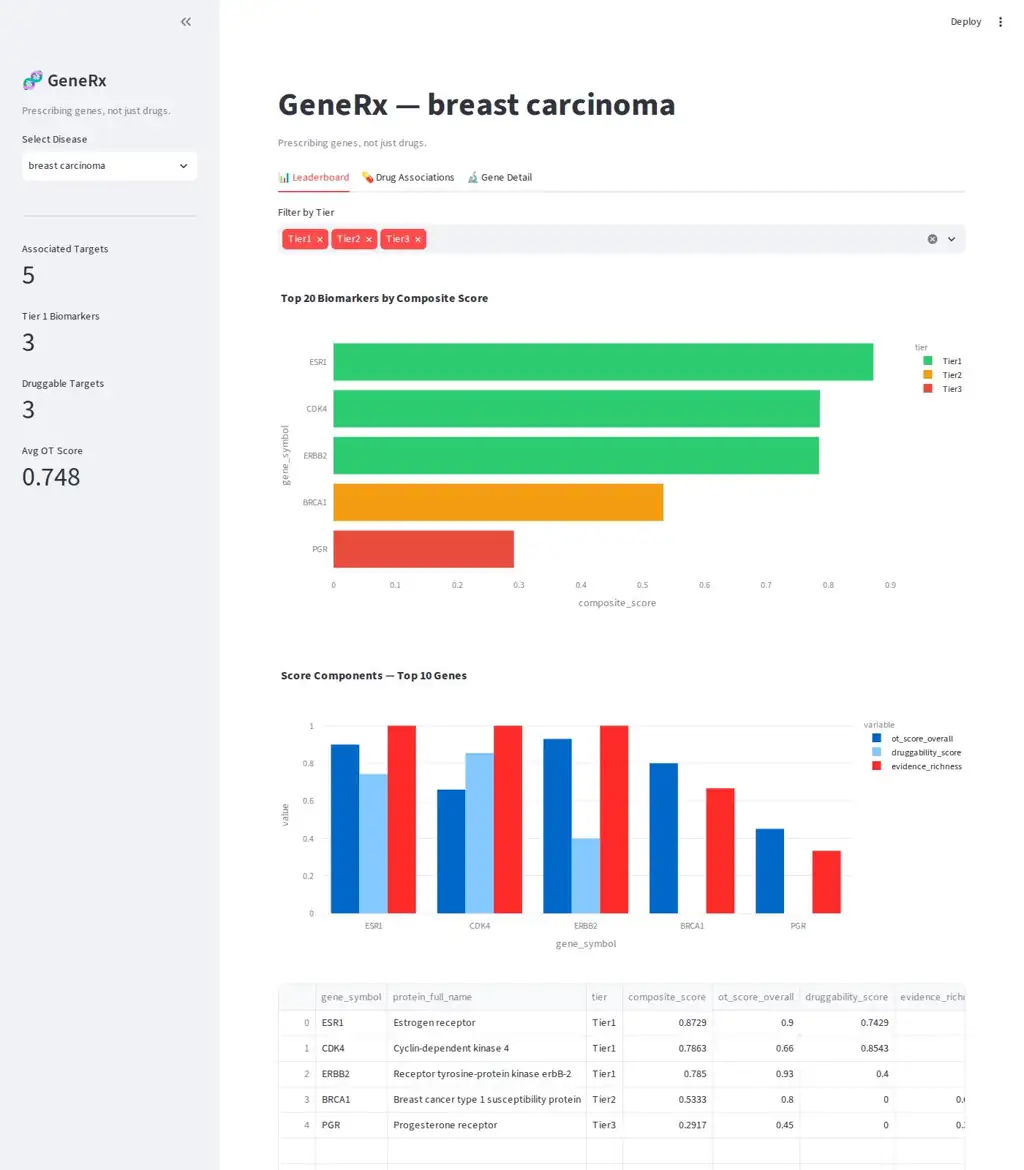 Deploy
GeneRx
Prescribing genes, not just drugs.
Select Disease
breast carcinoma
Associated Targets
5
Tier 1 Biomarkers
3
Druggable Targets
3
Avg OT Score
0.748
GeneRx — breast carcinoma
Prescribing genes, not just drugs.
Leaderboard Drug Associations Gene Detail
Filter by Tier
Tier1 Tier2 Tier3
Top 20 Biomarkers by Composite Score
gene_symbol
ESR1
CDK4
ERBB2
BRCA1
PGR
0 0.1 0.2 0.3 0.4 0.5 0.6 0.7 0.8 0.9
composite_score
tier
Tier1
Tier2
Tier3
Score Components — Top 10 Genes
value
1
0.8
0.6
0.4
0.2
0
ESR1 CDK4 ERBB2 BRCA1 PGR
gene_symbol
variable
ot_score_overall
druggability_score
evidence_richness
gene_symbol protein_full_name tier composite_score ot_score_overall druggability_score
0 ESR1 Estrogen receptor Tier1 0.8729 0.9 0.7429
1 CDK4 Cyclin-dependent kinase 4 Tier1 0.7863 0.66 0.8543
2 ERBB2 Receptor tyrosine-protein kinase erbB-2 Tier1 0.785 0.93 0.4
3 BRCA1 Breast cancer type 1 susceptibility protein Tier2 0.5333 0.8 0
4 PGR Progesterone receptor Tier3 0.2917 0.45 0